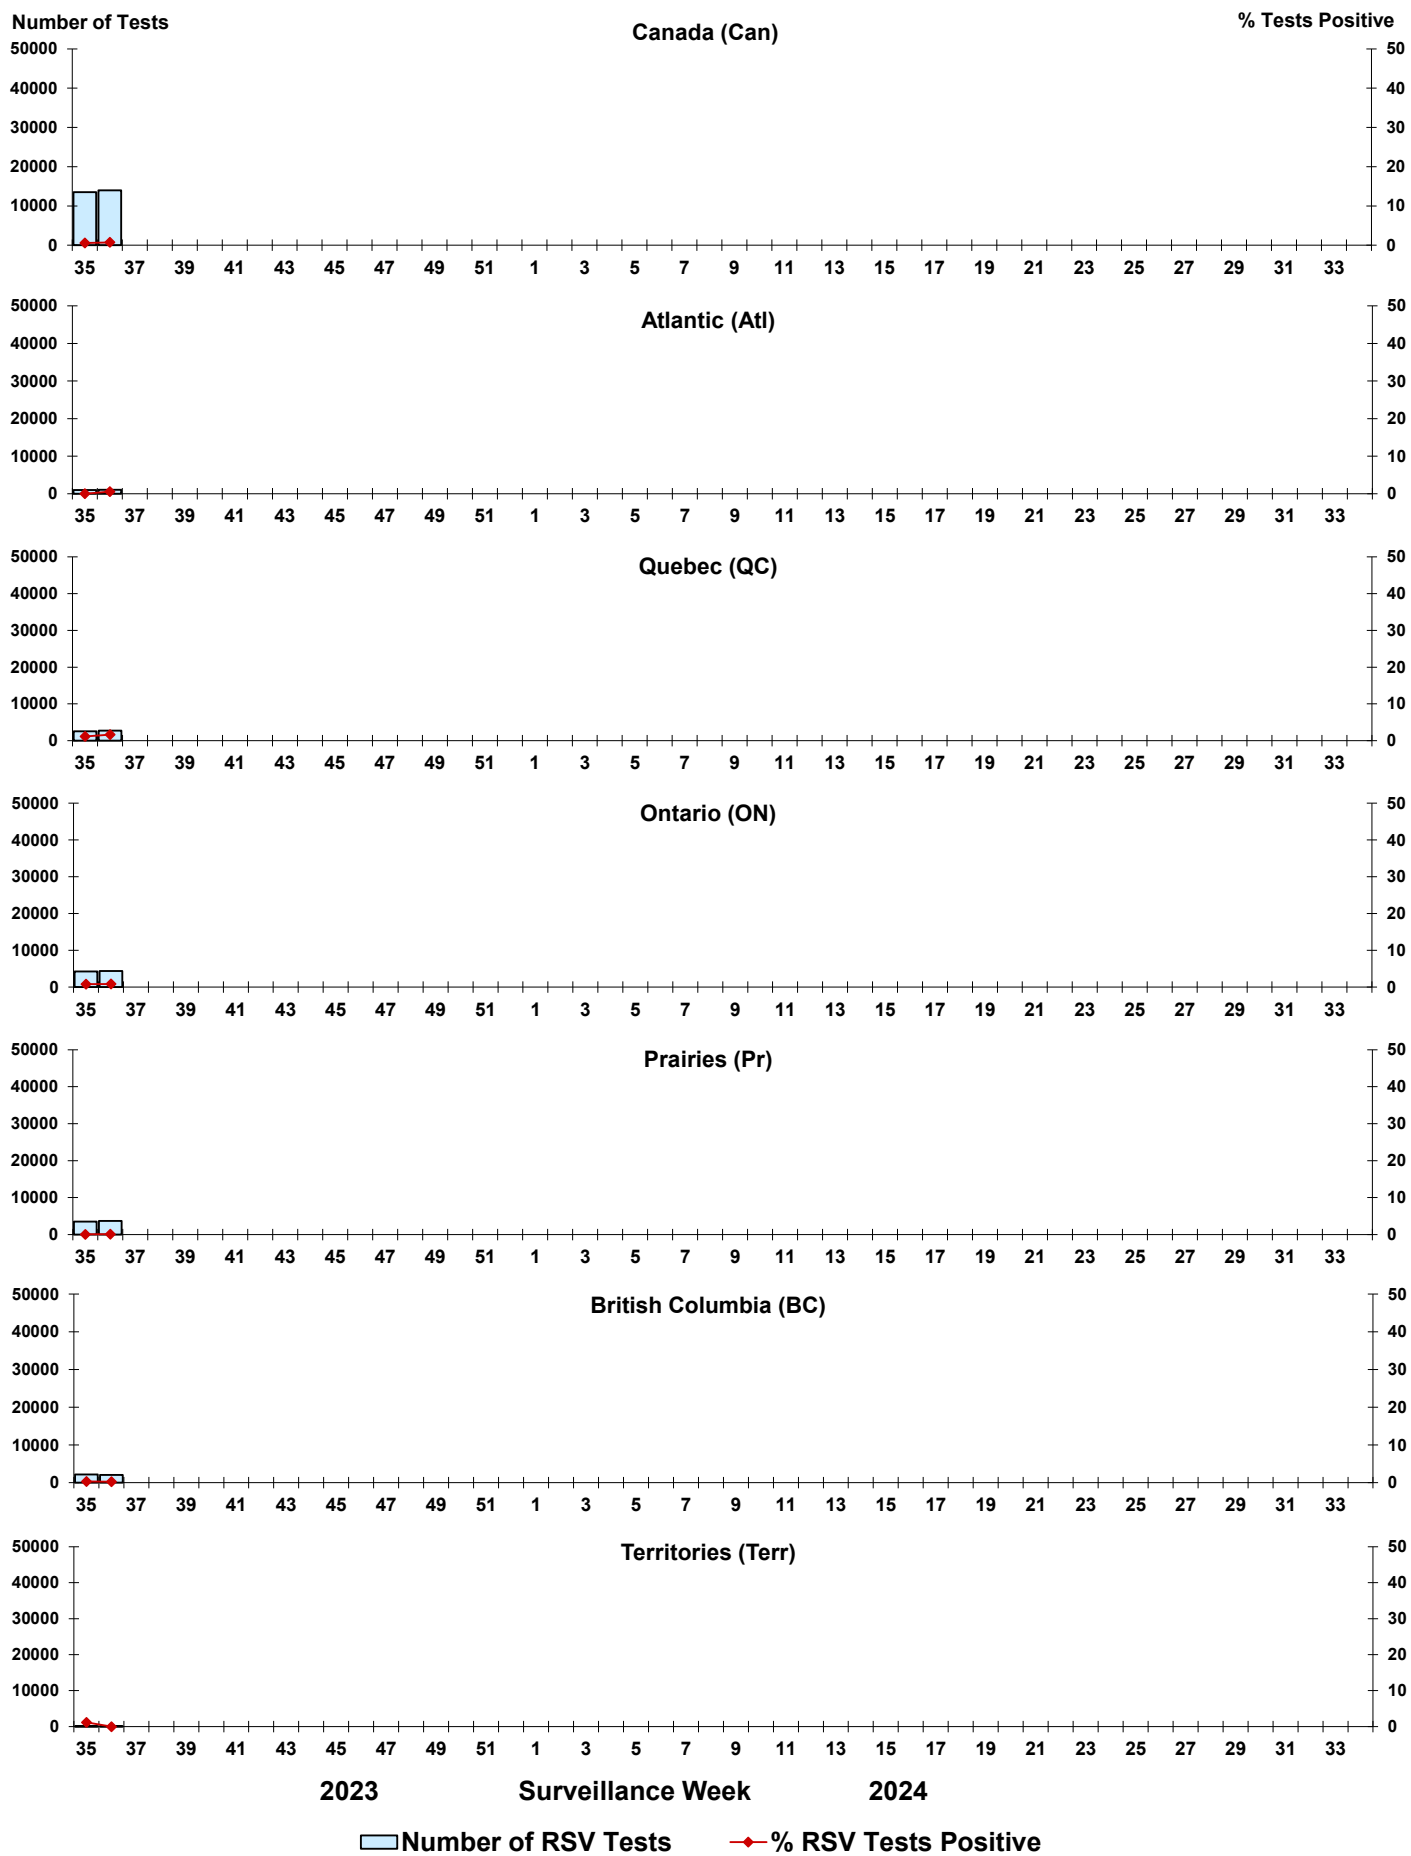 Number of Tests
Canada (Can)
% Tests Positive
50000 50
40000 40
30000 30
20000 20
10000 10
0 0
35 37 39 41 43 45 47 49 51 1 3 5 7 9 11 13 15 17 19 21 23 25 27 29 31 33
Atlantic (Atl)
50000 50
40000 40
30000 30
20000 20
10000 10
0 0
35 37 39 41 43 45 47 49 51 1 3 5 7 9 11 13 15 17 19 21 23 25 27 29 31 33
Quebec (QC)
50000 50
40000 40
30000 30
20000 20
10000 10
0 0
35 37 39 41 43 45 47 49 51 1 3 5 7 9 11 13 15 17 19 21 23 25 27 29 31 33
Ontario (ON)
50000 50
40000 40
30000 30
20000 20
10000 10
0 0
35 37 39 41 43 45 47 49 51 1 3 5 7 9 11 13 15 17 19 21 23 25 27 29 31 33
Prairies (Pr)
50000 50
40000 40
30000 30
20000 20
10000 10
0 0
35 37 39 41 43 45 47 49 51 1 3 5 7 9 11 13 15 17 19 21 23 25 27 29 31 33
British Columbia (BC)
50000 50
40000 40
30000 30
20000 20
10000 10
0 0
35 37 39 41 43 45 47 49 51 1 3 5 7 9 11 13 15 17 19 21 23 25 27 29 31 33
Territories (Terr)
50000 50
40000 40
30000 30
20000 20
10000 10
0 0
35 37 39 41 43 45 47 49 51 1 3 5 7 9 11 13 15 17 19 21 23 25 27 29 31 33
2023 Surveillance Week 2024
Number of RSV Tests % RSV Tests Positive